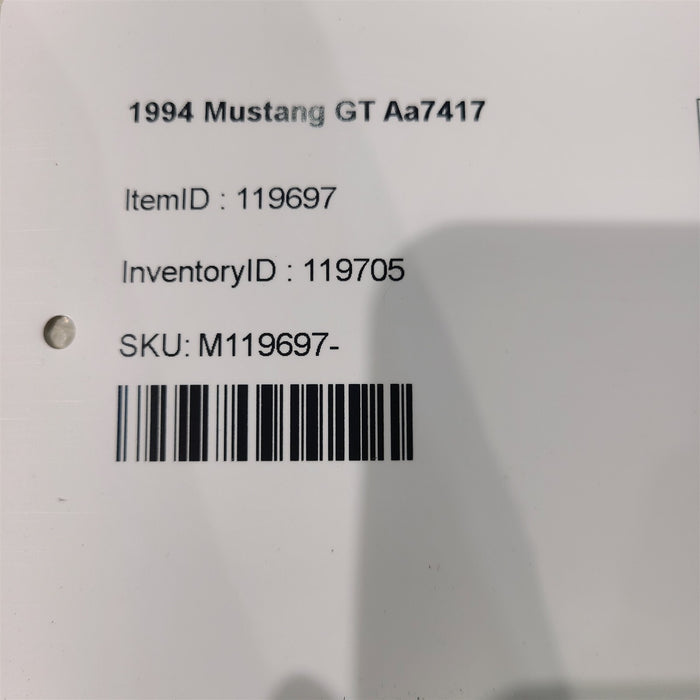 1994 Mustang GT Aa7417
ItemID : 119697
InventoryID : 119705
SKU: M119697-